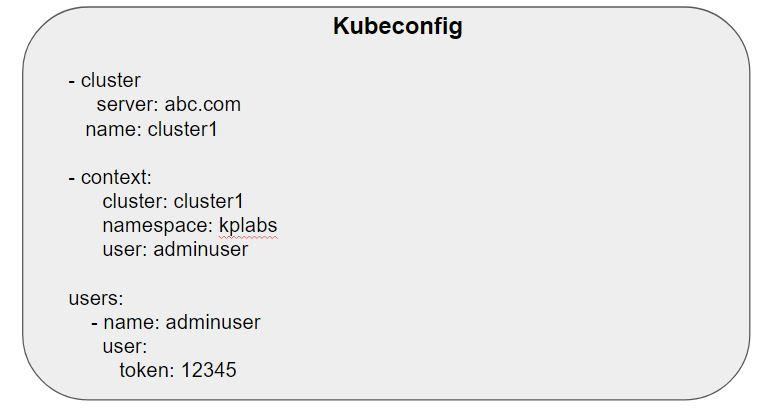 Kubeconfig
- cluster
server: abc.com
name: cluster1
- context:
cluster: cluster1
namespace: kplabs
user: adminuser
users:
- name: adminuser
user:
token: 12345